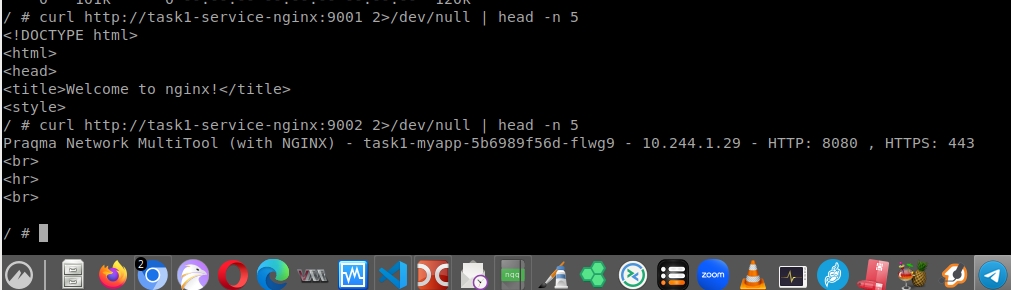 / # curl http://task1-service-nginx:9001 2>/dev/null | head -n 5
<!DOCTYPE html>
<html>
<head>
<title>Welcome to nginx!</title>
<style>
/ # curl http://task1-service-nginx:9002 2>/dev/null | head -n 5
Praqma Network MultiTool (with NGINX) - task1-myapp-5b6989f56d-flwg9 - 10.244.1.29 - HTTP: 8080 , HTTPS: 443
<br>
<hr>
<br>
/ #
2
nqq
zoom